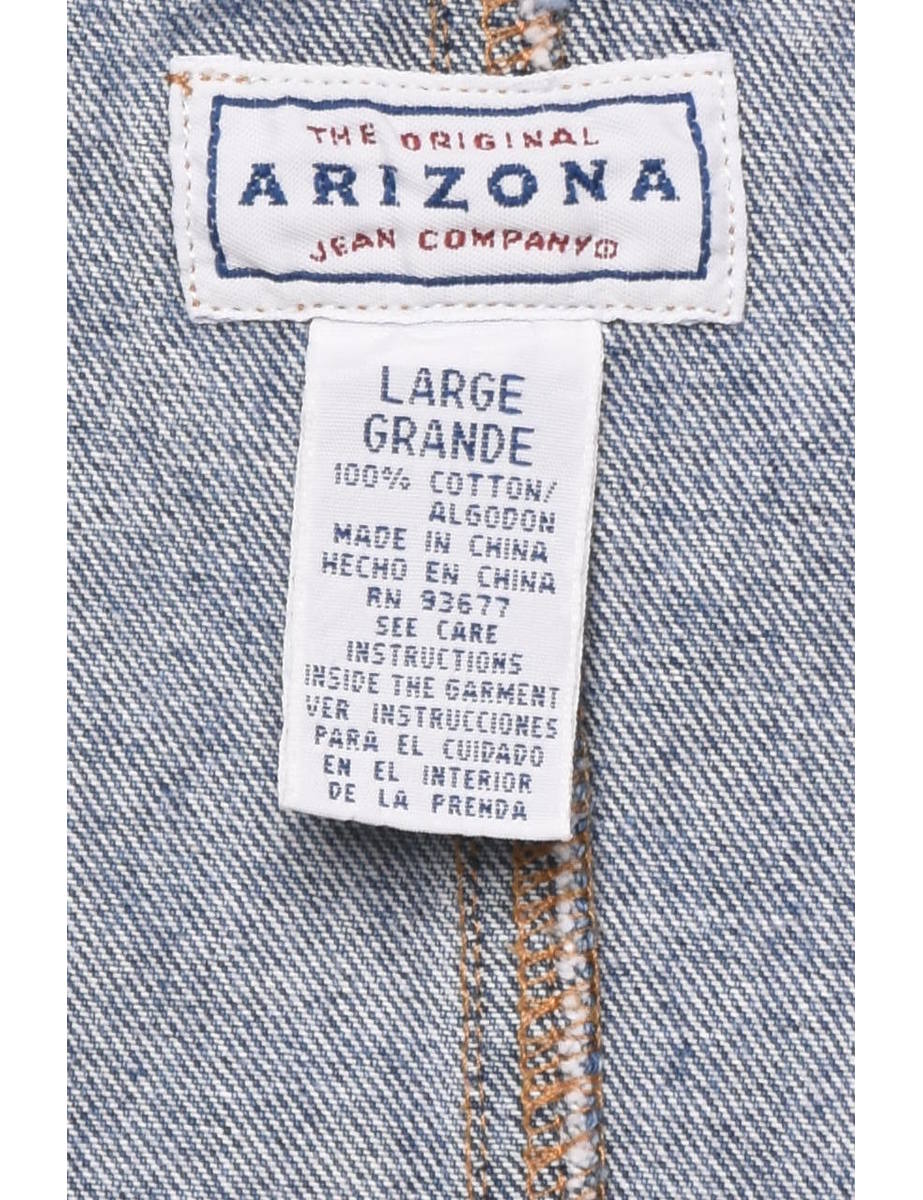 THE ORIGINAL
ARIZONA
JEAN COMPANY®
LARGE
GRANDE
100% COTTON/
ALGODON
MADE IN CHINA
HECHO EN CHINA
RN 93677
SEE CARE
INSTRUCTIONS
INSIDE THE GARMENT
VER INSTRUCCIONES
PARA EL CUIDADO
EN EL INTERIOR
DE LA PRENDA